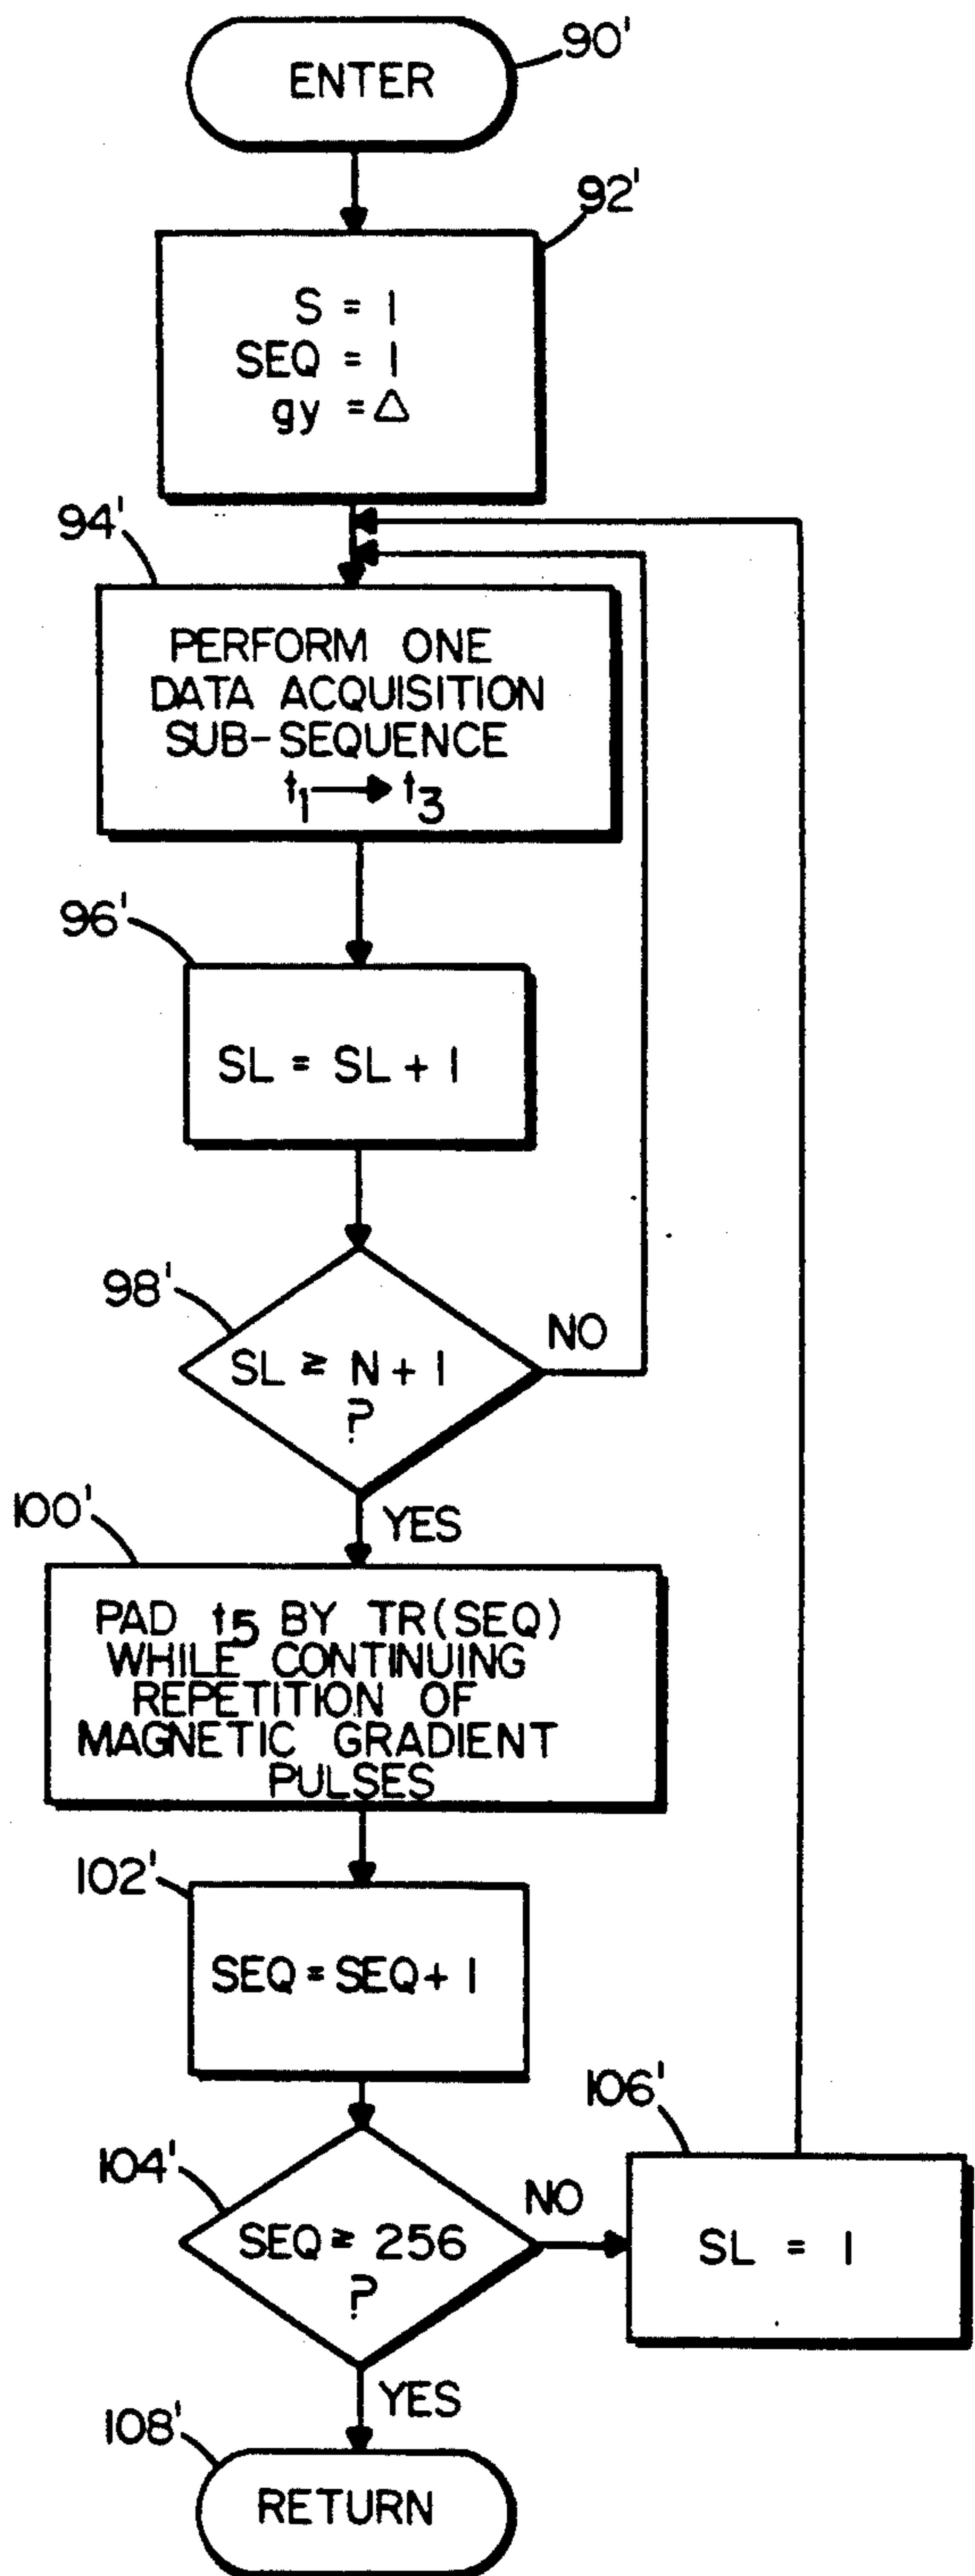 90'
ENTER
92'
S = 1
SEQ = 1
gy = △
94'
PERFORM ONE
DATA ACQUISITION
SUB-SEQUENCE
t1 → t3
96'
SL = SL + 1
98'
SL ≥ N + 1
?
NO
YES
100'
PAD t5 BY TR(SEQ)
WHILE CONTINUING
REPETITION OF
MAGNETIC GRADIENT
PULSES
102'
SEQ = SEQ + 1
104'
SEQ ≥ 256
?
NO
106'
SL = 1
YES
108'
RETURN